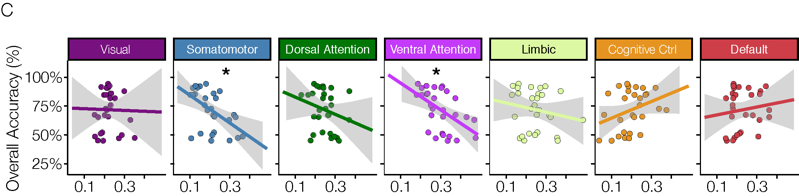 C
Visual Somatomotor Dorsal Attention Ventral Attention Limbic Cognitive Ctrl Default
* *
100%
75%
50%
25%
Overall Accuracy (%)
0.1 0.3 0.1 0.3 0.1 0.3 0.1 0.3 0.1 0.3 0.1 0.3 0.1 0.3